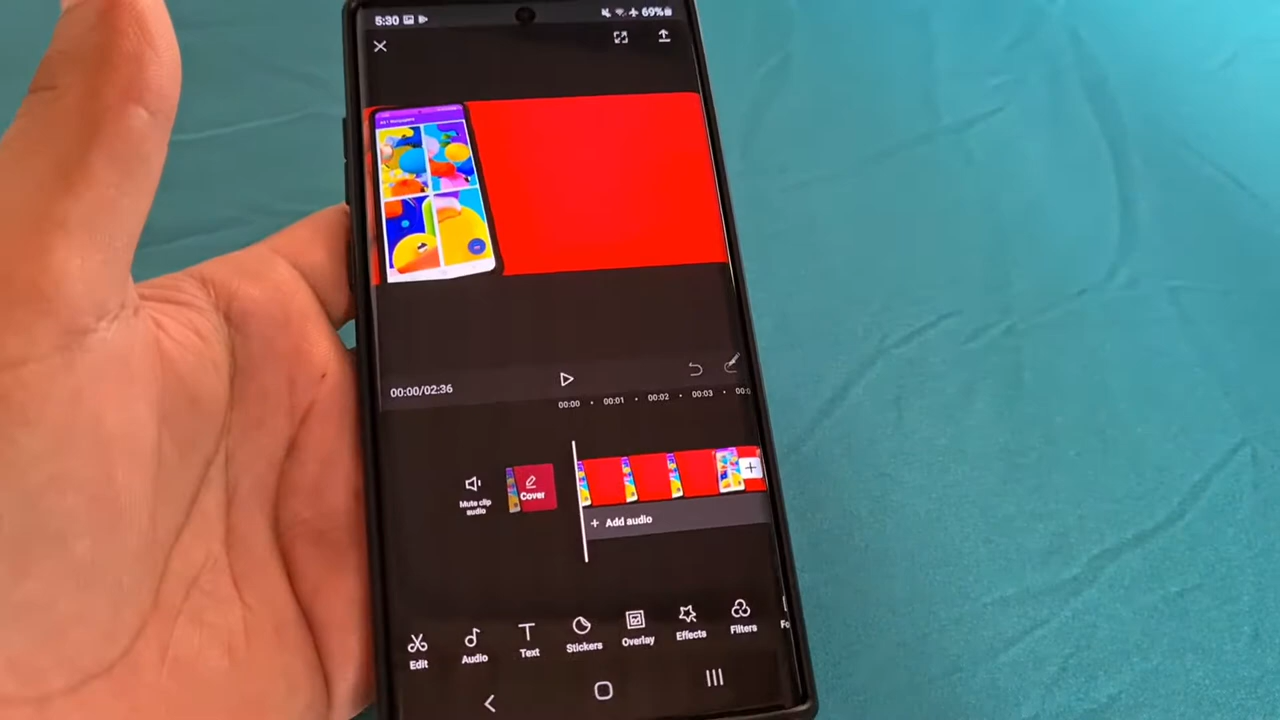 5:30
69%
00:00/02:36
00:00
00:01
00:02
00:03
Mute clip
audio
Cover
+ Add audio
Edit
Audio
Text
Stickers
Overlay
Effects
Filters